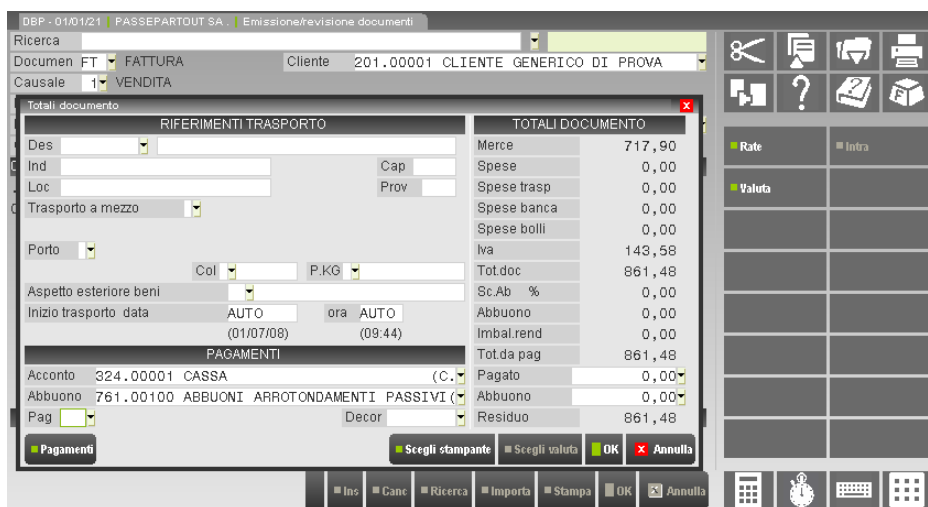 DBP - 01/01/21 PASSEPARTOUT SA . Emissione/revisione documenti
Ricerca
Documen FT FATTURA Cliente 201.00001 CLIENTE GENERICO DI PROVA
Causale 1 VENDITA
Totali documento
RIFERIMENTI TRASPORTO TOTALI DOCUMENTO
Des Merce 717,90
Rate Intra
Ind Cap Spese 0,00
Loc Prov Spese trasp 0,00
Valuta
Trasporto a mezzo Spese banca 0,00
Spese bolli 0,00
Porto Iva 143,58
Col P.KG Tot.doc 861,48
Aspetto esteriore beni Sc.Ab % 0,00
Inizio trasporto data AUTO ora AUTO Abbuono 0,00
(01/07/08) (09:44) Imbal.rend 0,00
PAGAMENTI Tot.da pag 861,48
Acconto 324.00001 CASSA (C. Pagato 0,00
Abbuono 761.00100 ABBUONI ARROTONDAMENTI PASSIVI( Abbuono 0,00
Pag Decor Residuo 861,48
Pagamenti Scegli stampante Scegli valuta OK X Annulla
Ins Canc Ricerca Importa Stampa OK Annulla